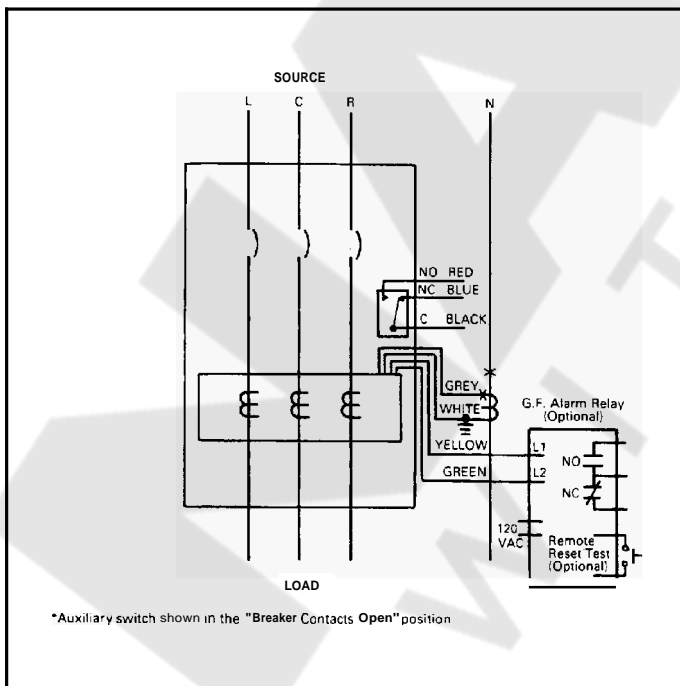 SOURCE
L C R N
NO RED
NC BLUE
C BLACK
GREY
WHITE
G.F. Alarm Relay
(Optional)
YELLOW
L1
NO
GREEN
L2
NC
120
VAC
Remote
Reset Test
(Optional)
LOAD
*Auxiliary switch shown in the "Breaker Contacts Open" position